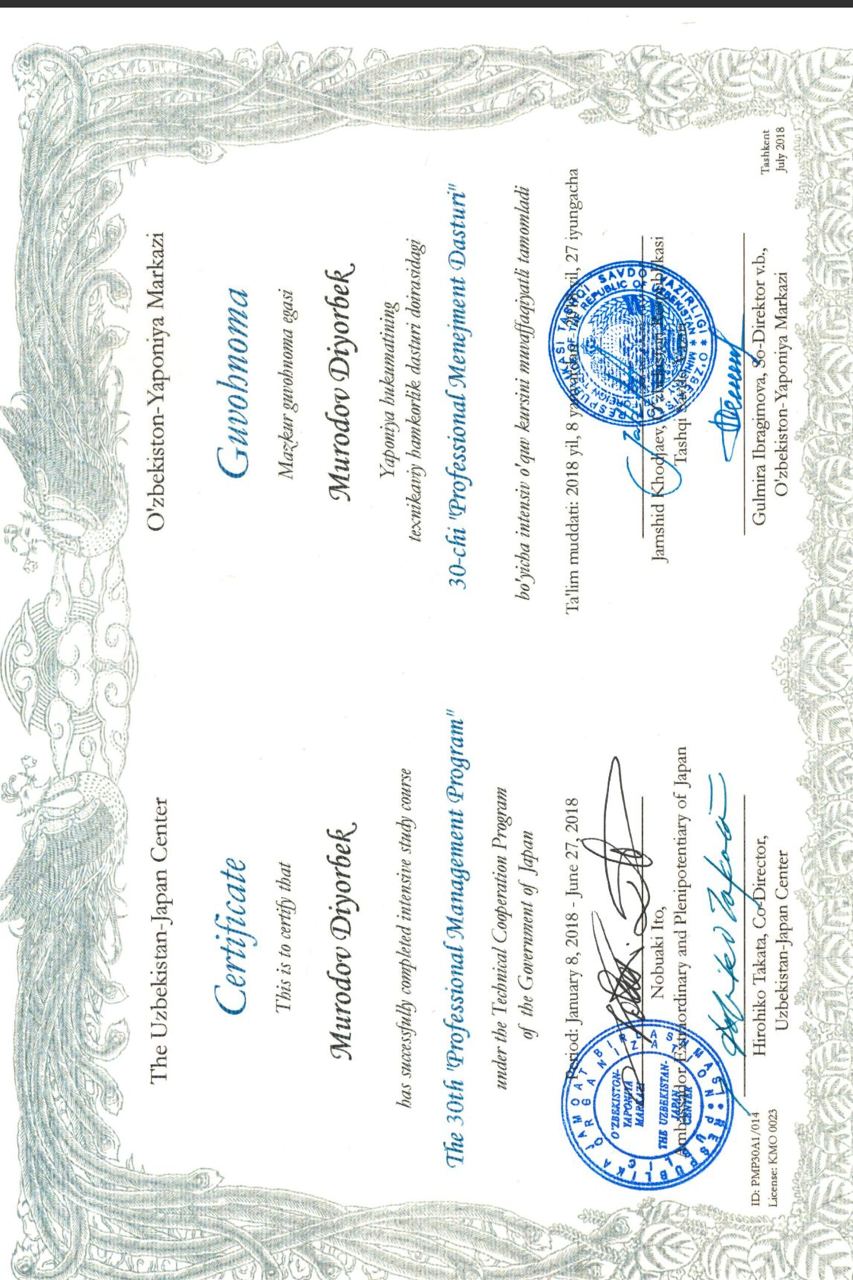 The Uzbekistan-Japan Center
Certificate
This is to certify that
Murodov Diyorbek
has successfully completed intensive study course
The 30th "Professional Management Program"
under the Technical Cooperation Program
of the Government of Japan
Period: January 8, 2018 - June 27, 2018
Nobuaki Ito,
Ambassador Extraordinary and Plenipotentiary of Japan
Hirohiko Takata, Co-Director,
Uzbekistan-Japan Center
O'ZBEKISTON-
YAPONIYA
MARKAZI
THE UZBEKISTAN-
JAPAN
CENTER
ID: PMP30A1/014
License: KMO 0023
O'zbekiston-Yaponiya Markazi
Guvohnoma
Mazkur guvohnoma egasi
Murodov Diyorbek
Yaponiya hukumatining
texnikaviy hamkorlik dasturi doirasidagi
30-chi "Professional Menejment Dasturi"
bo'yicha intensiv o'quv kursini muvaffaqiyatli tamomladi
Ta'lim muddati: 2018 yil, 8 yanvardan 2018 yil, 27 iyungacha
Jamshid Khodjaev,
Tashqi
Gulmira Ibragimova, So-Direktor v.b.,
O'zbekiston-Yaponiya Markazi
Tashkent
July 2018